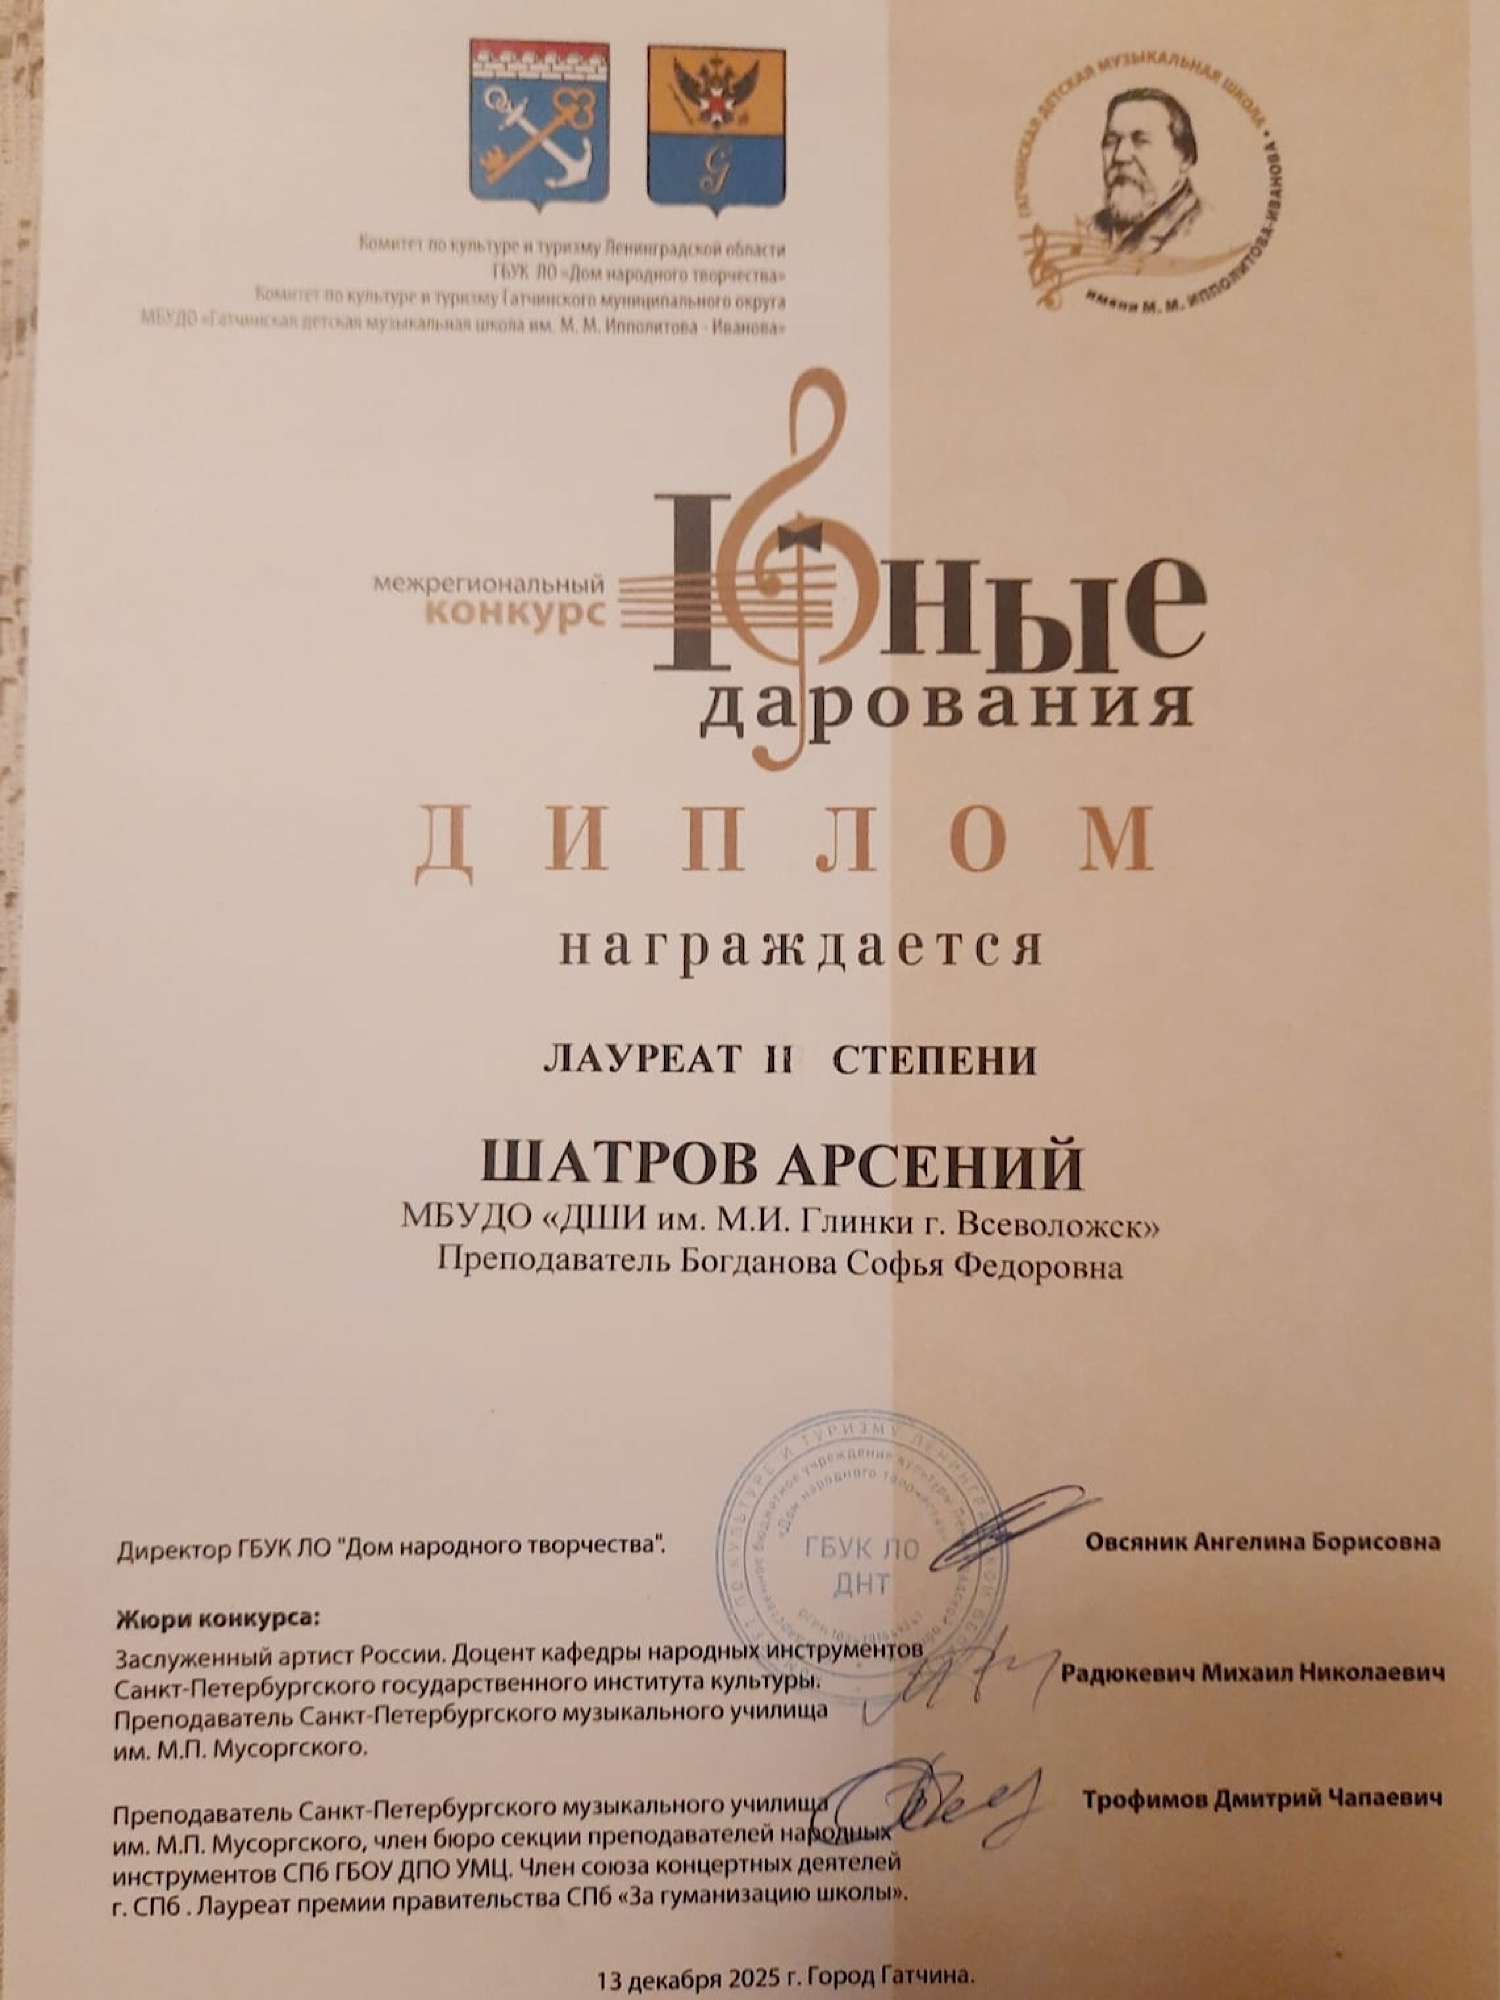 ГАТЧИНСКАЯ ДЕТСКАЯ МУЗЫКАЛЬНАЯ ШКОЛА •
имени М. М. ИППОЛИТОВА-ИВАНОВА
G
Комитет по культуре и туризму Ленинградской области
ГБУК ЛО «Дом народного творчества»
Комитет по культуре и туризму Гатчинского муниципального округа
МБУДО «Гатчинская детская музыкальная школа им. М. М. Ипполитова - Иванова»
межрегиональный
конкурс
Юные
дарования
ДИПЛОМ
награждается
ЛАУРЕАТ II СТЕПЕНИ
ШАТРОВ АРСЕНИЙ
МБУДО «ДШИ им. М.И. Глинки г. Всеволожск»
Преподаватель Богданова Софья Федоровна
ГБУК ЛО
ДНТ
«Дом народного творчества»
Директор ГБУК ЛО "Дом народного творчества".
Овсяник Ангелина Борисовна
Жюри конкурса:
Заслуженный артист России. Доцент кафедры народных инструментов
Санкт-Петербургского государственного института культуры.
Преподаватель Санкт-Петербургского музыкального училища
им. М.П. Мусоргского.
Радюкевич Михаил Николаевич
Преподаватель Санкт-Петербургского музыкального училища
им. М.П. Мусоргского, член бюро секции преподавателей народных
инструментов СПб ГБОУ ДПО УМЦ. Член союза концертных деятелей
г. СПб . Лауреат премии правительства СПб «За гуманизацию школы».
Трофимов Дмитрий Чапаевич
13 декабря 2025 г. Город Гатчина.